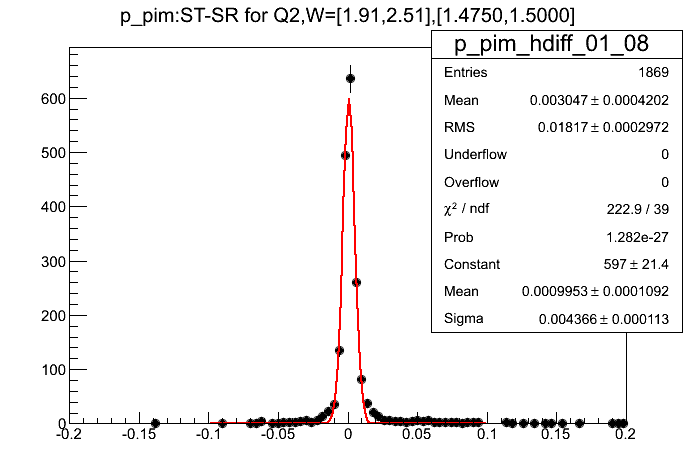 p_pim:ST-SR for Q2,W=[1.91,2.51],[1.4750,1.5000]
p_pim_hdiff_01_08
Entries 1869
Mean 0.003047 ± 0.0004202
RMS 0.01817 ± 0.0002972
Underflow 0
Overflow 0
χ² / ndf 222.9 / 39
Prob 1.282e-27
Constant 597 ± 21.4
Mean 0.0009953 ± 0.0001092
Sigma 0.004366 ± 0.000113
600
500
400
300
200
100
0
-0.2 -0.15 -0.1 -0.05 0 0.05 0.1 0.15 0.2